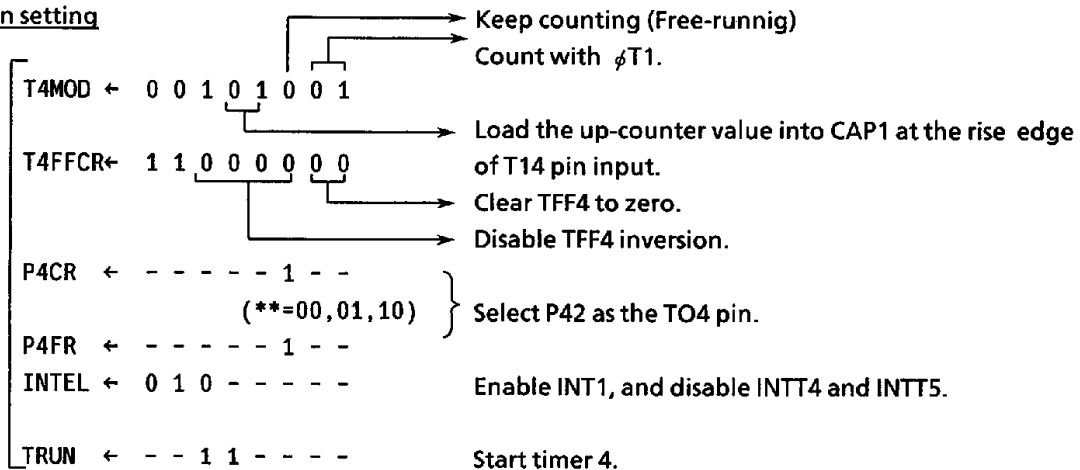 n setting
Keep counting (Free-runnig)
Count with ϕT1.
T4MOD ← 0 0 1 0 1 0 0 1
Load the up-counter value into CAP1 at the rise edge
of T14 pin input.
T4FFCR← 1 1 0 0 0 0 0 0
Clear TFF4 to zero.
Disable TFF4 inversion.
P4CR ← - - - - - 1 - -
(**=00,01,10)
Select P42 as the TO4 pin.
P4FR ← - - - - - 1 - -
INTEL ← 0 1 0 - - - - -
Enable INT1, and disable INTT4 and INTT5.
TRUN ← - - 1 1 - - - -
Start timer 4.